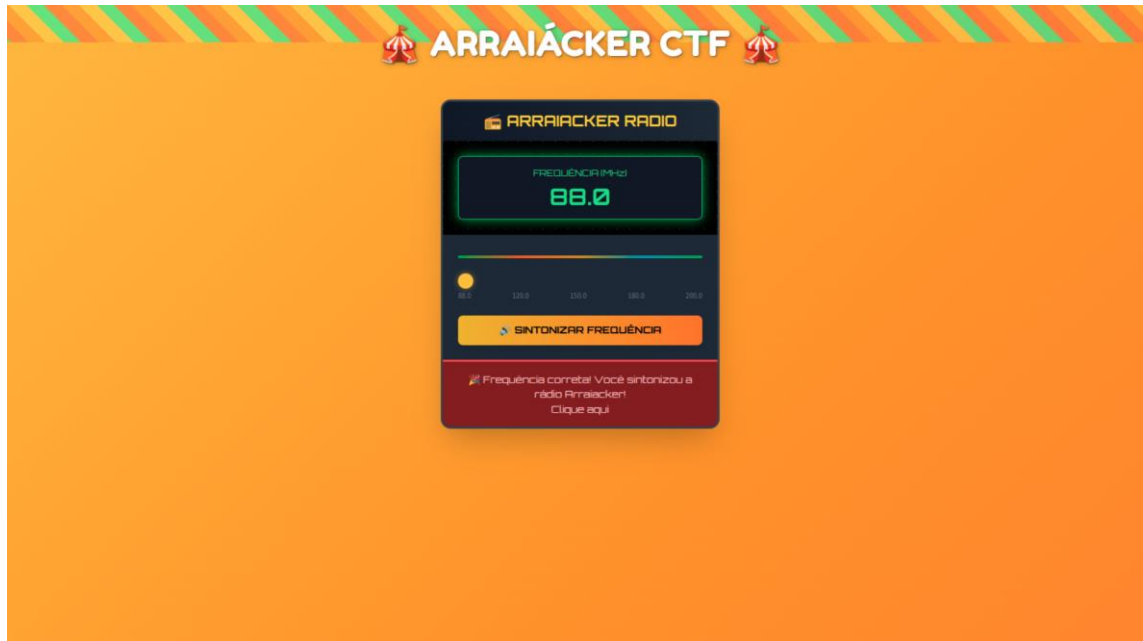 ARRAIÁCKER CTF
ARRAIACKER RADIO
FREQUÊNCIA (MHz)
88.0
86.0 120.0 150.0 180.0 200.0
SINTONIZAR FREQUÊNCIA
Frequência correta! Você sintonizou a
rádio Arraiacker!
Clique aqui